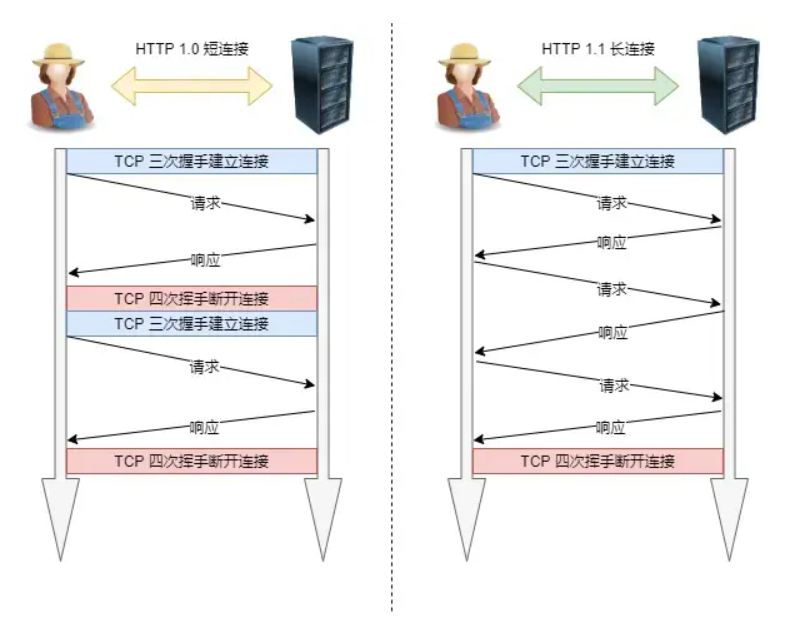 HTTP 1.0 短连接
TCP 三次握手建立连接
请求
响应
TCP 四次挥手断开连接
TCP 三次握手建立连接
请求
响应
TCP 四次挥手断开连接
HTTP 1.1 长连接
TCP 三次握手建立连接
请求
响应
请求
响应
请求
响应
TCP 四次挥手断开连接